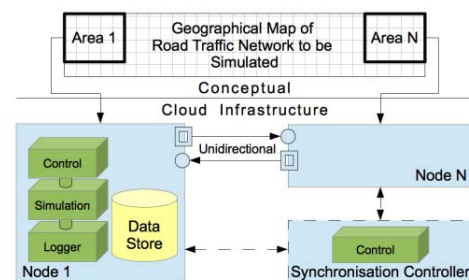 Area 1
Geographical Map of
Road Traffic Network to be
Simulated
Area N
Conceptual
Cloud Infrastructure
Control
Simulation
Logger
Data
Store
Node 1
Unidirectional
Node N
Control
Synchronisation Controller